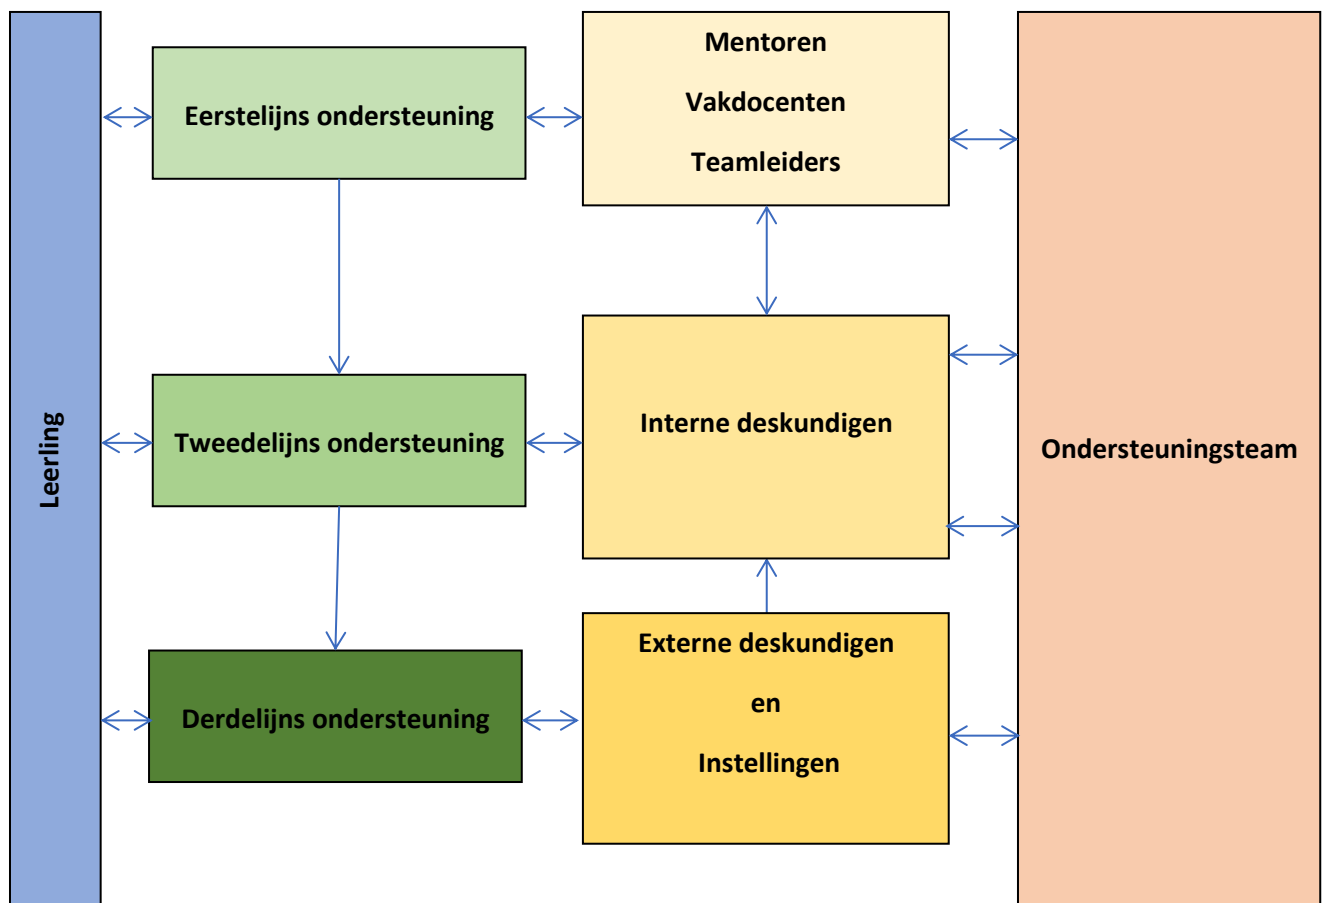 Leerling
Eerstelijns ondersteuning
Mentoren
Vakdocenten
Teamleiders
Tweedelijns ondersteuning
Interne deskundigen
Ondersteuningsteam
Derdelijns ondersteuning
Externe deskundigen
en
Instellingen